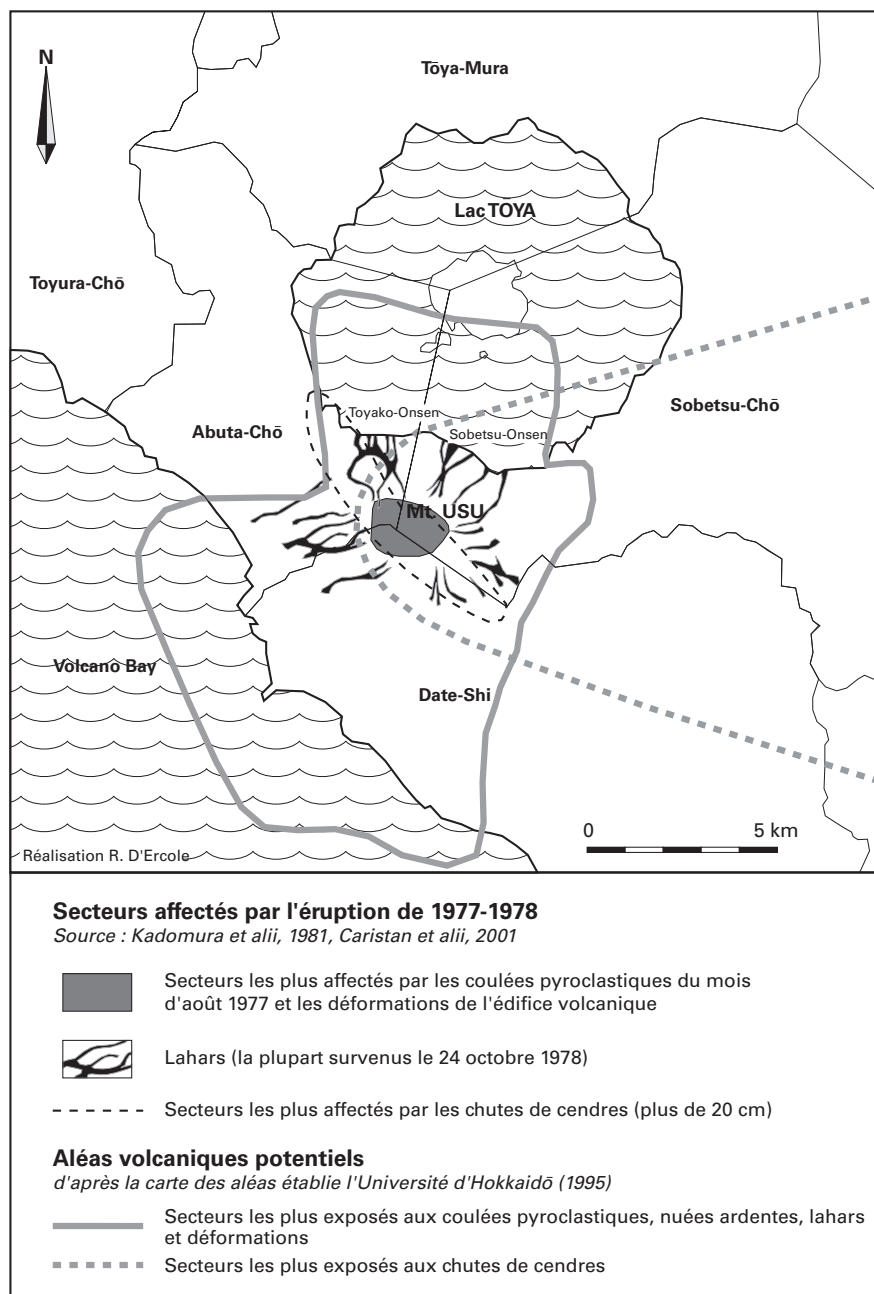 N
Tōya-Mura
Lac TŌYA
Toyura-Chō
Sobetsu-Chō
Toyako-Onsen
Abuta-Chō
Sobetsu-Onsen
Mt. USU
Volcano Bay
Date-Shi
0 5 km
Réalisation R. D'Ercole
Secteurs affectés par l'éruption de 1977-1978
Source : Kadomura et alii, 1981, Caristan et alii, 2001
Secteurs les plus affectés par les coulées pyroclastiques du mois
d'août 1977 et les déformations de l'édifice volcanique
Lahars (la plupart survenus le 24 octobre 1978)
Secteurs les plus affectés par les chutes de cendres (plus de 20 cm)
Aléas volcaniques potentiels
d'après la carte des aléas établie l'Université d'Hokkaidō (1995)
Secteurs les plus exposés aux coulées pyroclastiques, nuées ardentes, lahars
et déformations
Secteurs les plus exposés aux chutes de cendres